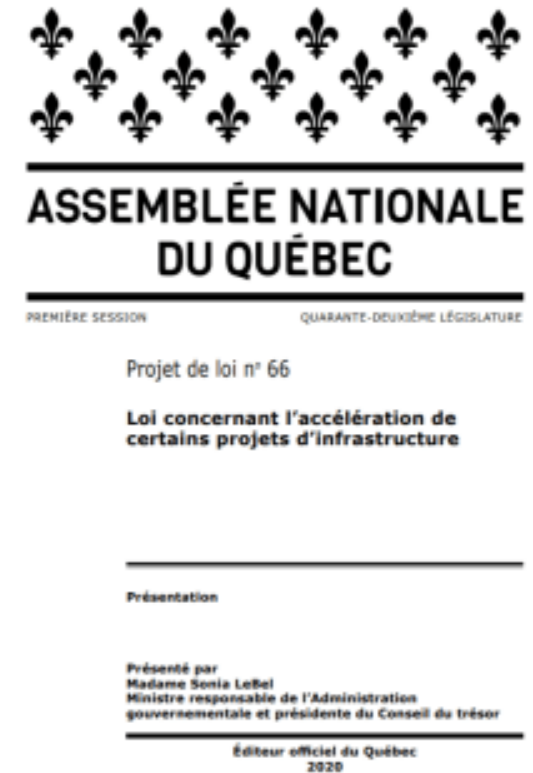 ASSEMBLÉE NATIONALE
DU QUÉBEC
PREMIÈRE SESSION
QUARANTE-DEUXIÈME LÉGISLATURE
Projet de loi nº 66
Loi concernant l’accélération de
certains projets d’infrastructure
Présentation
Présenté par
Madame Sonia LeBel
Ministre responsable de l’Administration
gouvernementale et présidente du Conseil du trésor
Éditeur officiel du Québec
2020